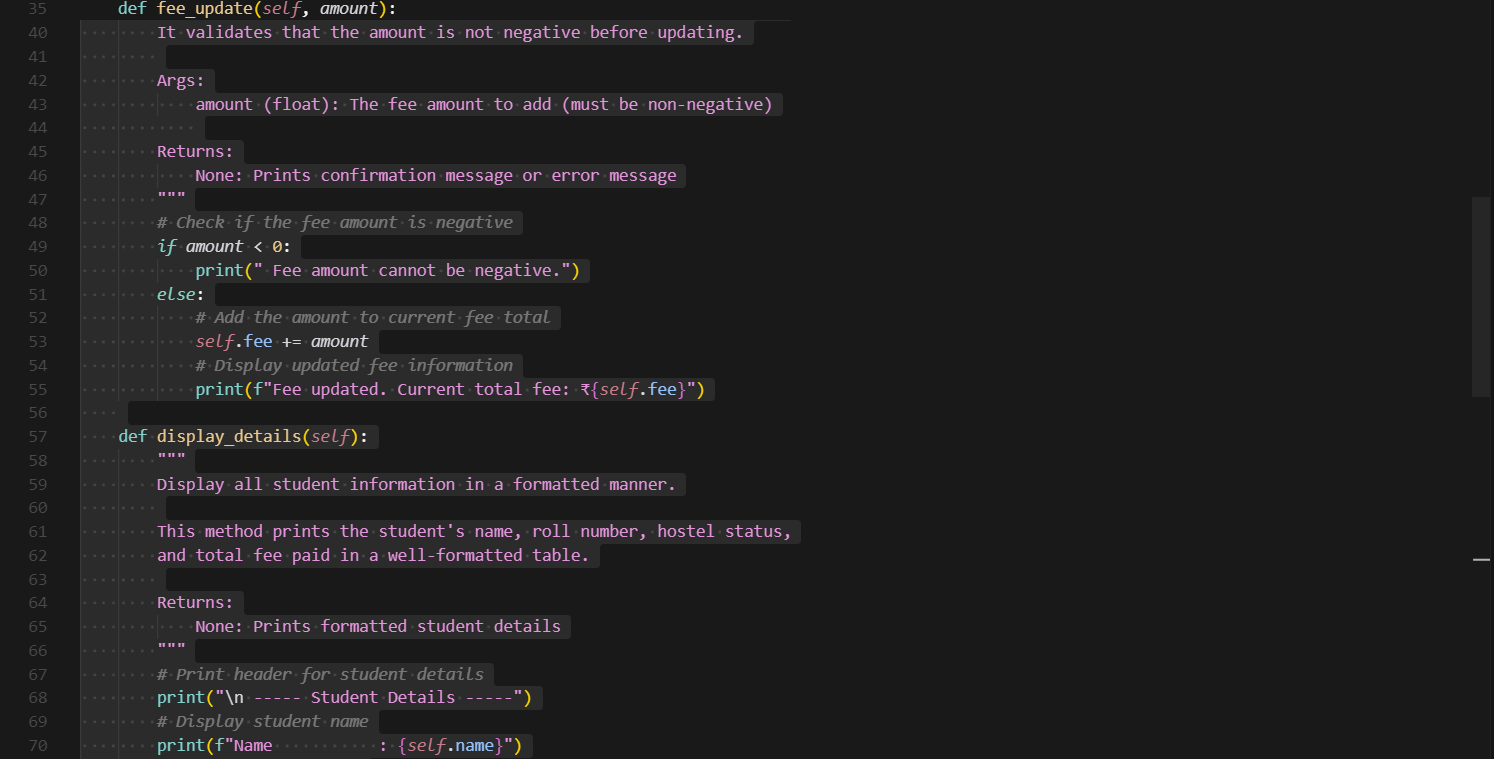 35 def fee_update(self, amount):
40 It validates that the amount is not negative before updating.
41
42 Args:
43 amount (float): The fee amount to add (must be non-negative)
44
45 Returns:
46 None: Prints confirmation message or error message
47 """
48 # Check if the fee amount is negative
49 if amount < 0:
50 print(" Fee amount cannot be negative.")
51 else:
52 # Add the amount to current fee total
53 self.fee += amount
54 # Display updated fee information
55 print(f"Fee updated. Current total fee: ₹{self.fee}")
56
57 def display_details(self):
58 """
59 Display all student information in a formatted manner.
60
61 This method prints the student's name, roll number, hostel status,
62 and total fee paid in a well-formatted table.
63
64 Returns:
65 None: Prints formatted student details
66 """
67 # Print header for student details
68 print("\n ----- Student Details -----")
69 # Display student name
70 print(f"Name           : {self.name}")